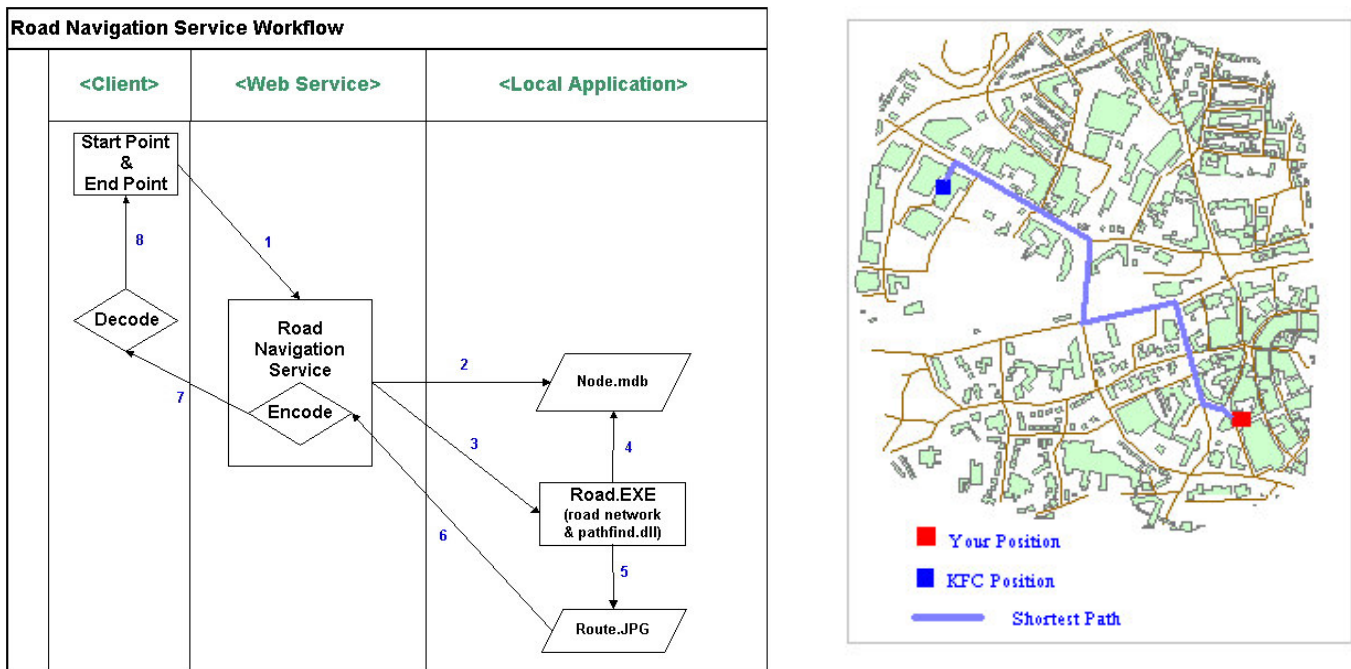 Road Navigation Service Workflow
<Client>
<Web Service>
<Local Application>
Start Point
&
End Point
8
1
Decode
Road
Navigation
Service
Encode
7
2
Node.mdb
3
4
Road.EXE
(road network
& pathfind.dll)
6
5
Route.JPG
Your Position
KFC Position
Shortest Path